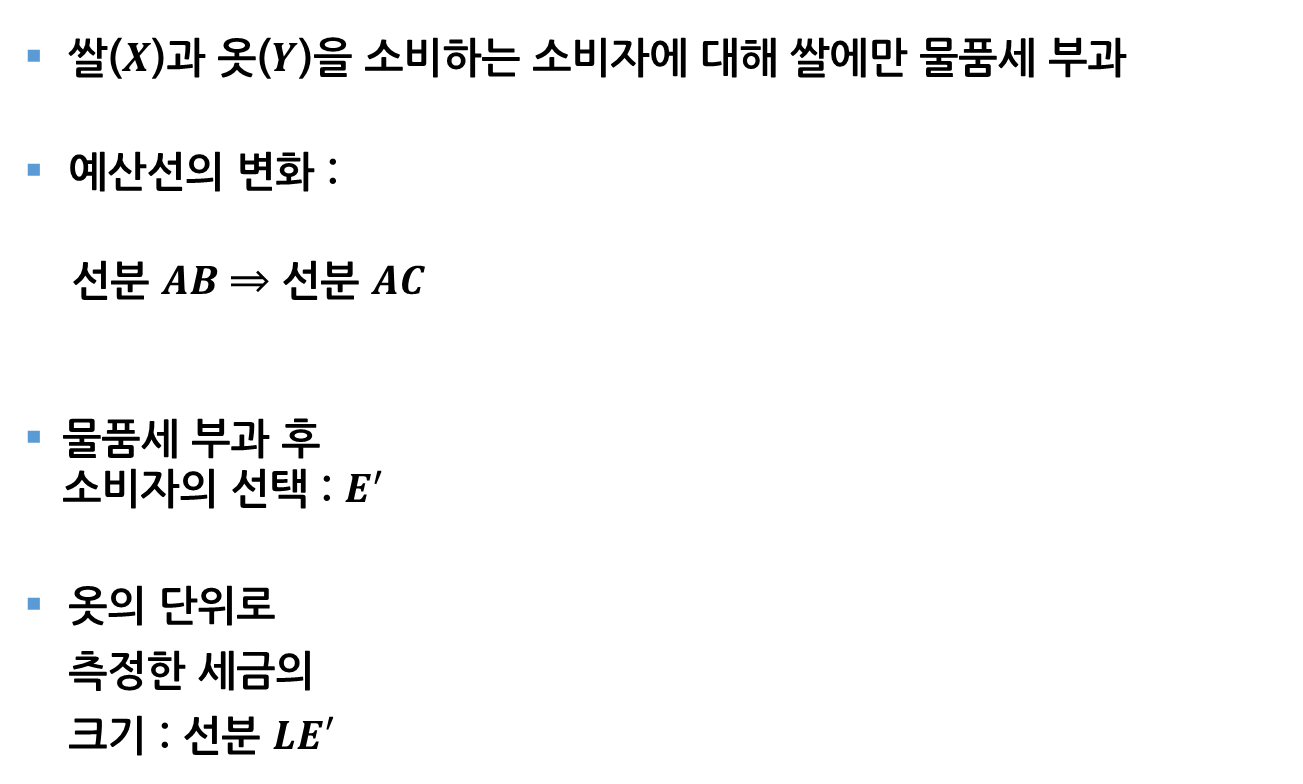 ▪ 쌀(X)과 옷(Y)을 소비하는 소비자에 대해 쌀에만 물품세 부과
▪ 예산선의 변화 :
선분 AB ⇒ 선분 AC
▪ 물품세 부과 후
소비자의 선택 : E′
▪ 옷의 단위로
측정한 세금의
크기 : 선분 LE′